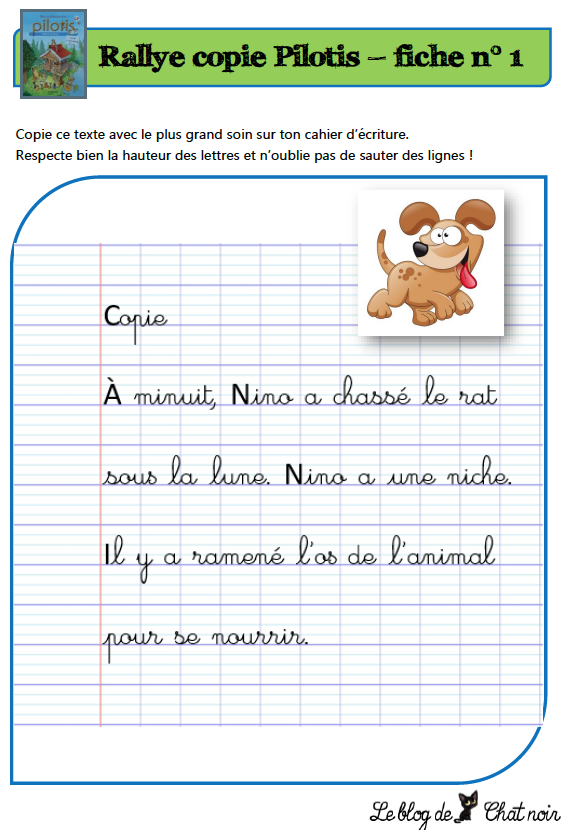 pilotis
Rallye copie Pilotis – fiche n° 1
Copie ce texte avec le plus grand soin sur ton cahier d'écriture.
Respecte bien la hauteur des lettres et n'oublie pas de sauter des lignes !
Copie
À minuit, Nino a chassé le rat
sous la lune. Nino a une niche.
Il y a ramené l'os de l'animal
pour se nourrir.
Le blog de Chat noir